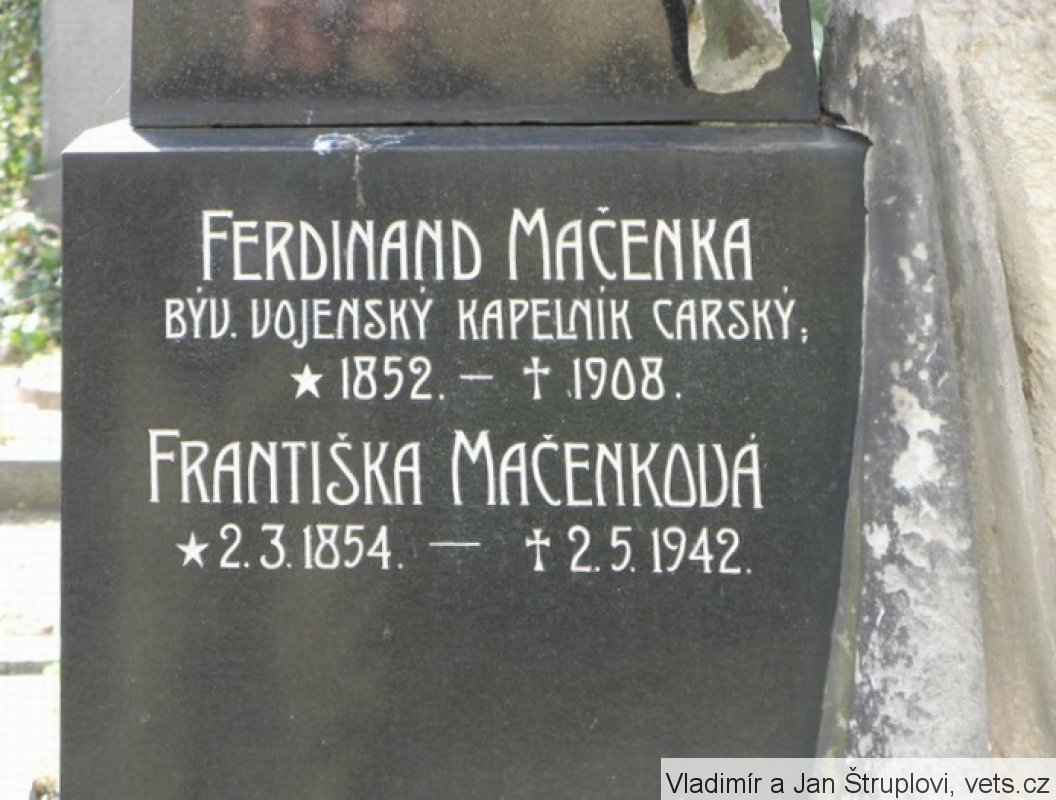 FERDINAND MAČENKA
BÝV. VOJENSKÝ KAPELNÍK CARSKÝ;
★ 1852. — ✝ 1908.
FRANTIŠKA MAČENKOVÁ
★ 2. 3. 1854. — ✝ 2. 5. 1942.
Vladimír a Jan Štruplovi, vets.cz